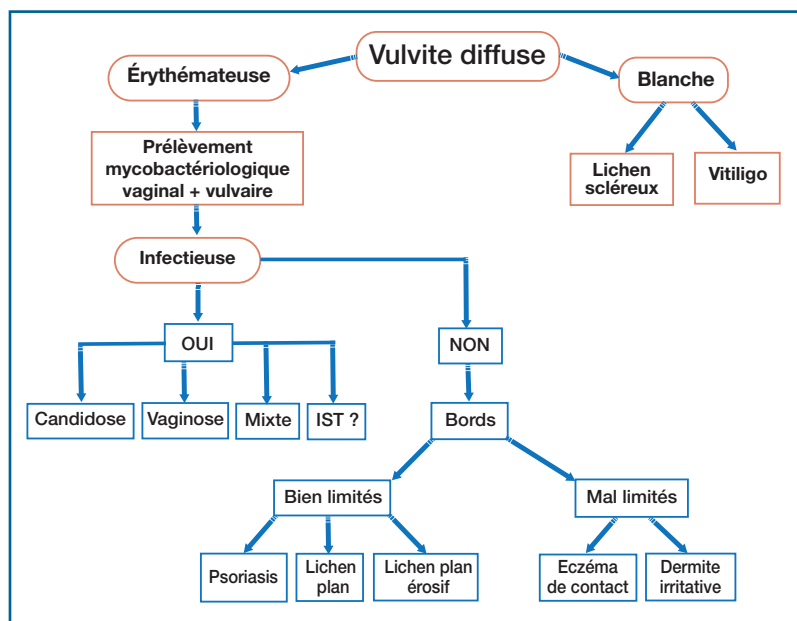 Vulvite diffuse
Érythémateuse
Blanche
Prélèvement
mycobactériologique
vaginal + vulvaire
Lichen
scléreux
Vitiligo
Infectieuse
OUI
NON
Candidose
Vaginose
Mixte
IST ?
Bords
Bien limités
Mal limités
Psoriasis
Lichen
plan
Lichen plan
érosif
Eczéma
de contact
Dermite
irritative